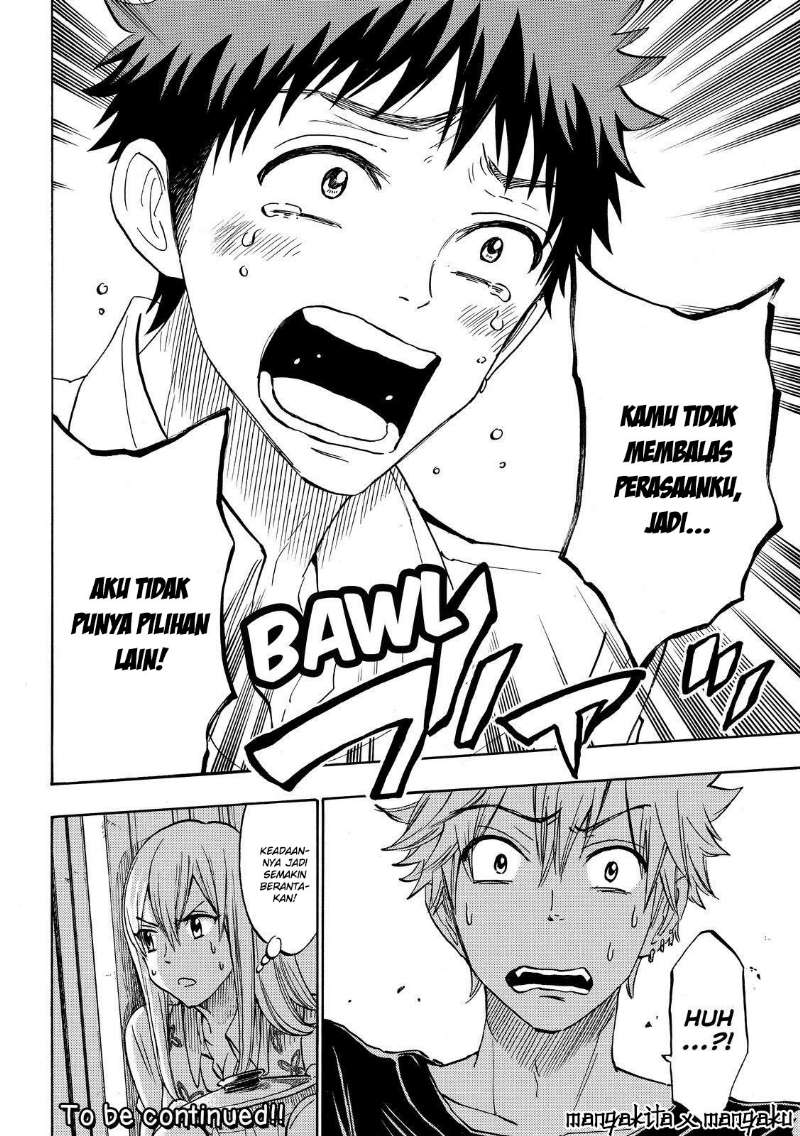 KAMU TIDAK
MEMBALAS
PERASAANKU,
JADI...
AKU TIDAK
PUNYA PILIHAN
LAIN!
BAWL
ブワァッ
HUH
...?!
KEADAAN-
NYA JADI
SEMAKIN
BERANTA-
KAN!
To be continued!!
mangakita x mangaku